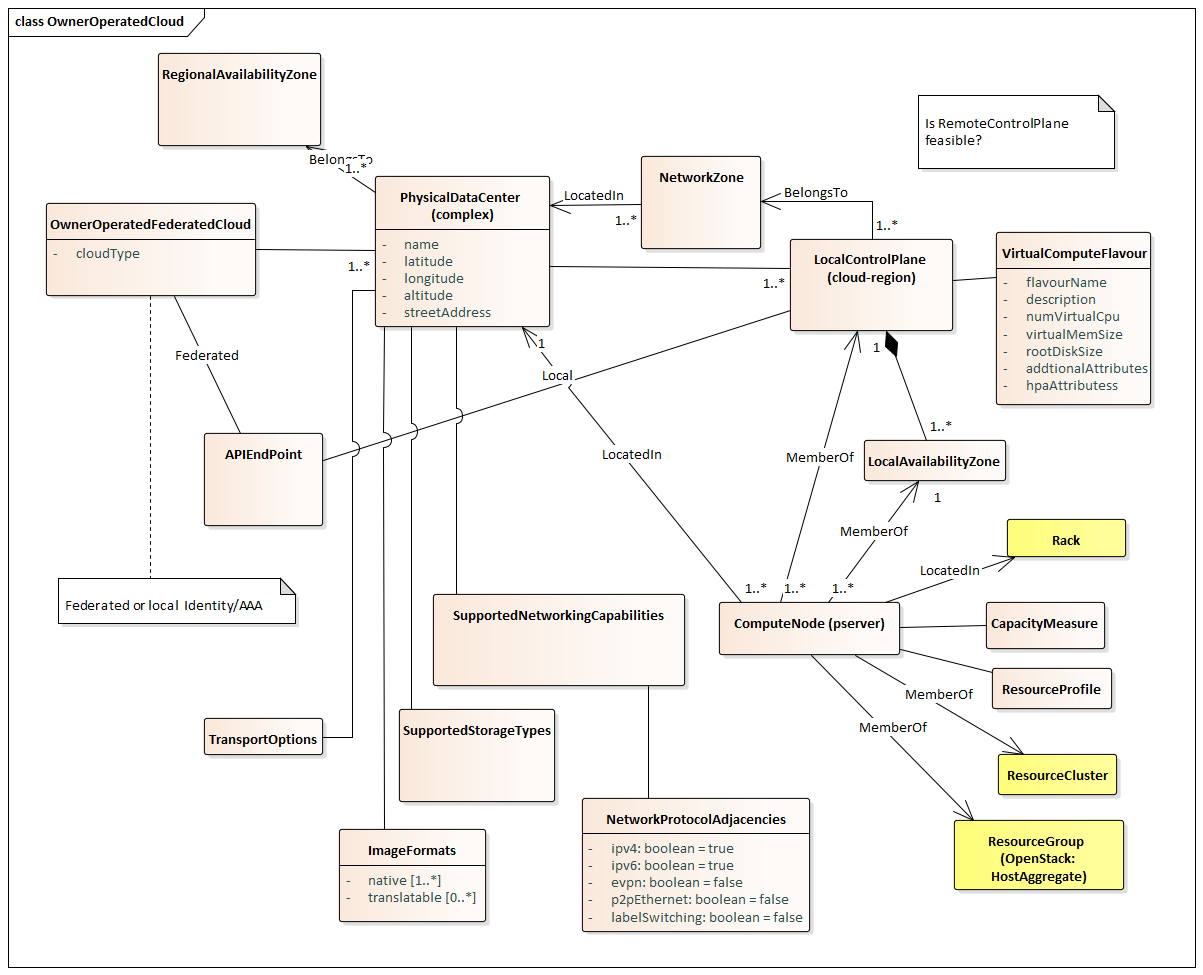 class OwnerOperatedCloud
RegionalAvailabilityZone
Is RemoteControlPlane
feasible?
BelongsTo
1..*
PhysicalDataCenter
(complex)
- name
- latitude
- longitude
- altitude
- streetAddress
LocatedIn
1..*
NetworkZone
BelongsTo
1..*
OwnerOperatedFederatedCloud
- cloudType
1..*
LocalControlPlane
(cloud-region)
1..*
VirtualComputeFlavour
- flavourName
- description
- numVirtualCpu
- virtualMemSize
- rootDiskSize
- addtionalAttributes
- hpaAttributess
Federated
1
Local
1
1..*
APIEndPoint
LocatedIn
MemberOf
LocalAvailabilityZone
1
MemberOf
Rack
LocatedIn
1..*
1..*
1..*
Federated or local Identity/AAA
SupportedNetworkingCapabilities
ComputeNode (pserver)
CapacityMeasure
ResourceProfile
MemberOf
MemberOf
TransportOptions
SupportedStorageTypes
ResourceCluster
NetworkProtocolAdjacencies
- ipv4: boolean = true
- ipv6: boolean = true
- evpn: boolean = false
- p2pEthernet: boolean = false
- labelSwitching: boolean = false
ImageFormats
- native [1..*]
- translatable [0..*]
ResourceGroup
(OpenStack:
HostAggregate)